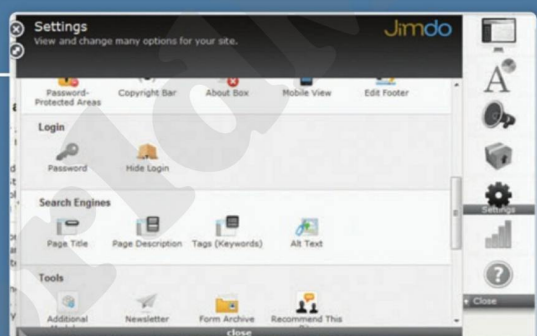 Settings
View and change many options for your site.
Jimdo
Password-
Protected Areas
Copyright Bar
About Box
Mobile View
Edit Footer
Login
Password
Hide Login
Search Engines
Page Title
Page Description
Tags (Keywords)
Alt Text
Tools
Additional
Newsletter
Form Archive
Recommend This
close
Settings
Close